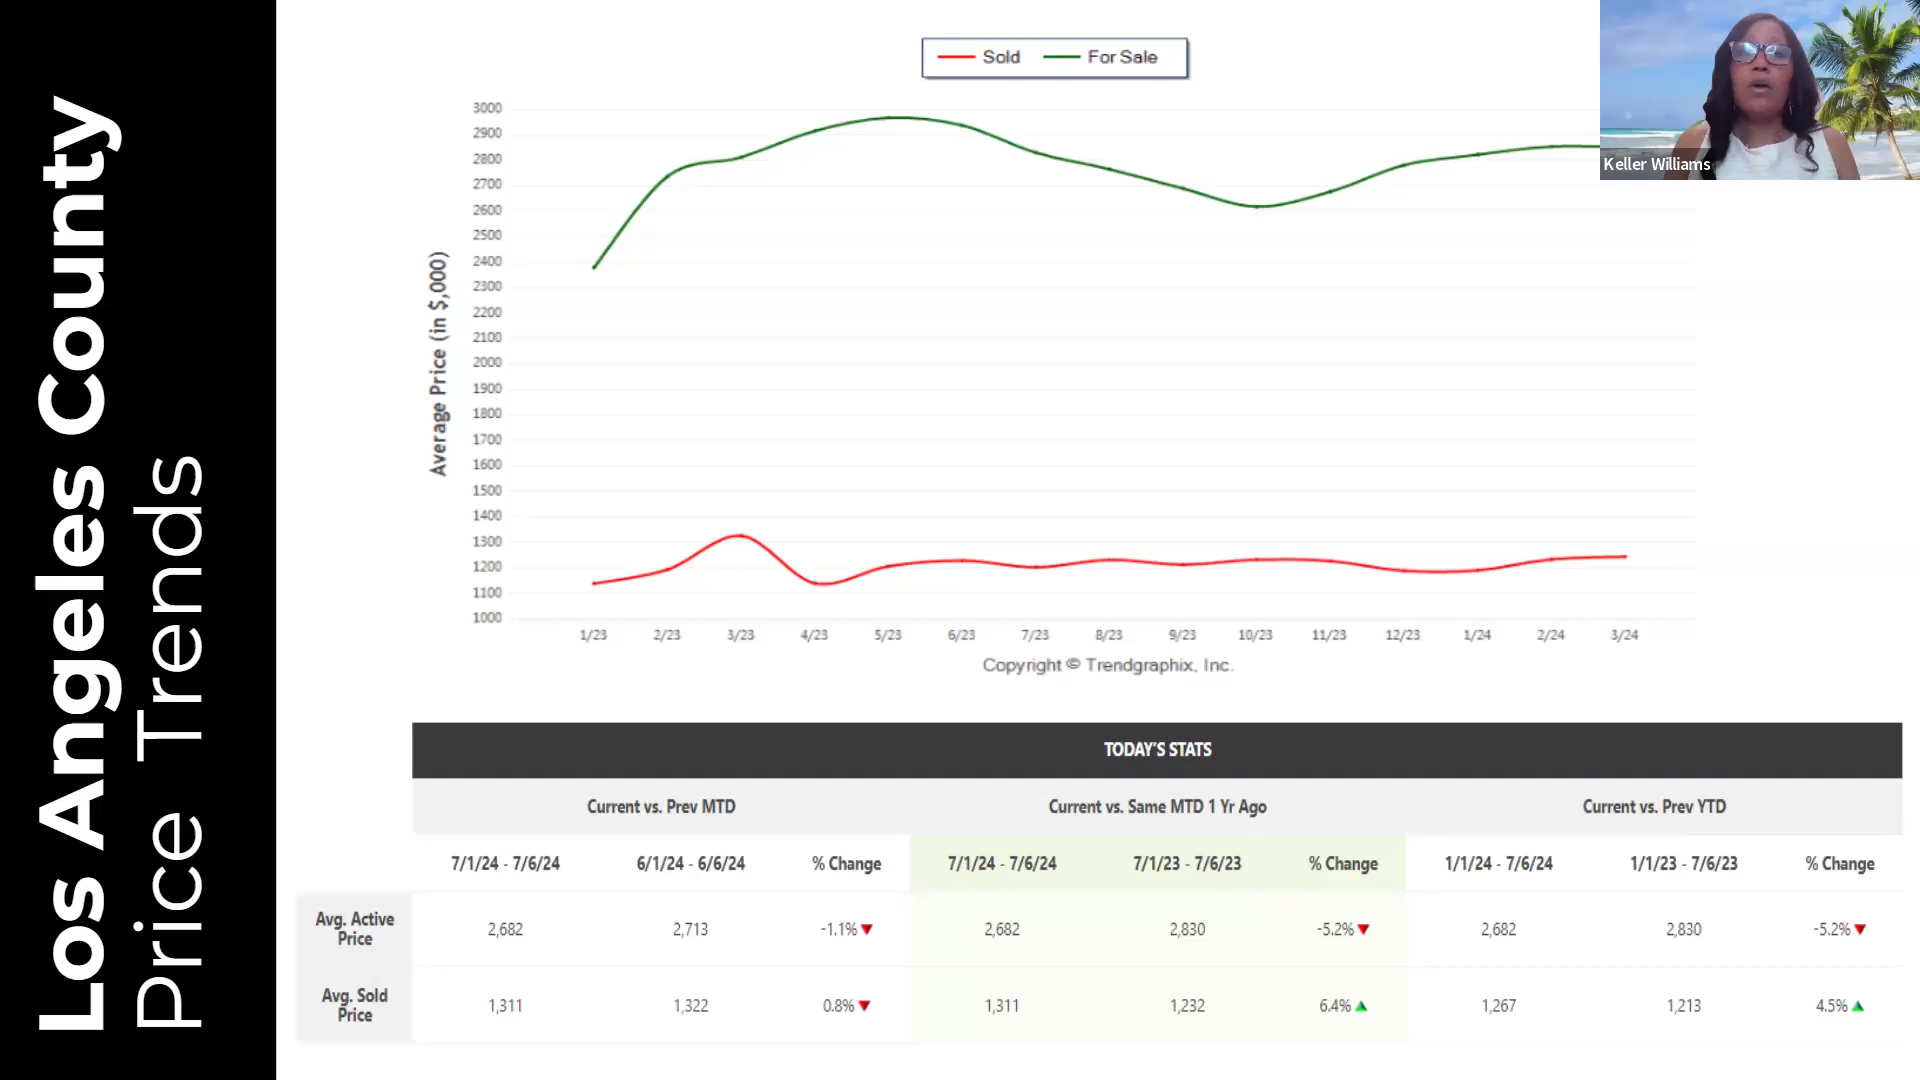 Los Angeles County
Price Trends
Sold
For Sale
Keller Williams
Average Price (in $,000)
3000
2900
2800
2700
2600
2500
2400
2300
2200
2100
2000
1900
1800
1700
1600
1500
1400
1300
1200
1100
1000
1/23 2/23 3/23 4/23 5/23 6/23 7/23 8/23 9/23 10/23 11/23 12/23 1/24 2/24 3/24
Copyright © Trendgraphix, Inc.
TODAY'S STATS
Current vs. Prev MTD Current vs. Same MTD 1 Yr Ago Current vs. Prev YTD
7/1/24 - 7/6/24 6/1/24 - 6/6/24 % Change 7/1/24 - 7/6/24 7/1/23 - 7/6/23 % Change 1/1/24 - 7/6/24 1/1/23 - 7/6/23 % Change
Avg. Active
Price
2,682 2,713 -1.1% 2,682 2,830 -5.2% 2,682 2,830 -5.2%
Avg. Sold
Price
1,311 1,322 0.8% 1,311 1,232 6.4% 1,267 1,213 4.5%